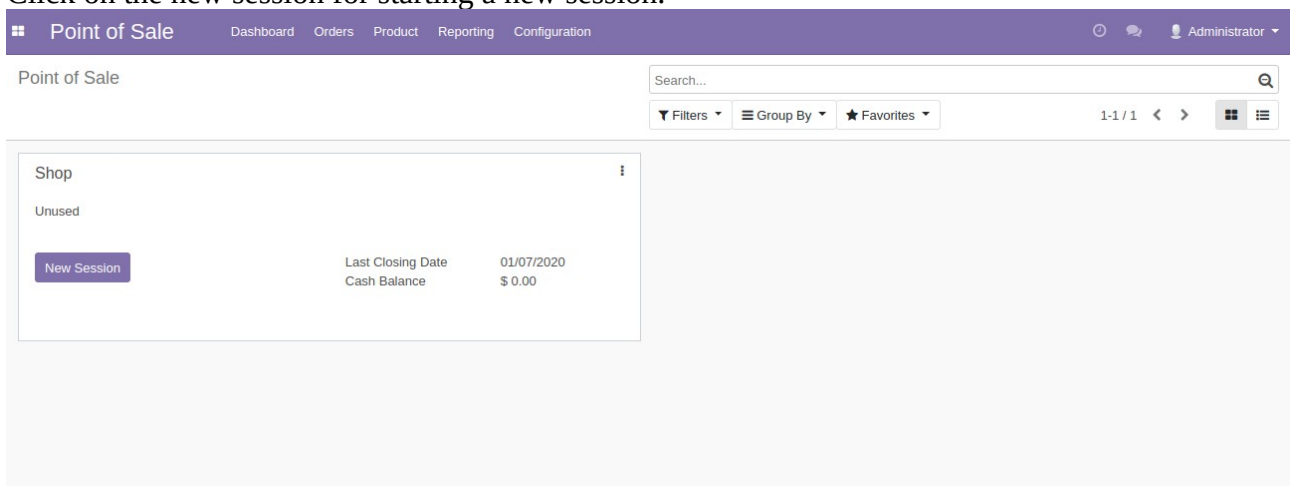 Click on the new session for starting a new session.
Point of Sale Dashboard Orders Product Reporting Configuration Administrator
Point of Sale
Search...
Filters Group By Favorites 1-1 / 1
Shop
Unused
New Session
Last Closing Date 01/07/2020
Cash Balance $ 0.00